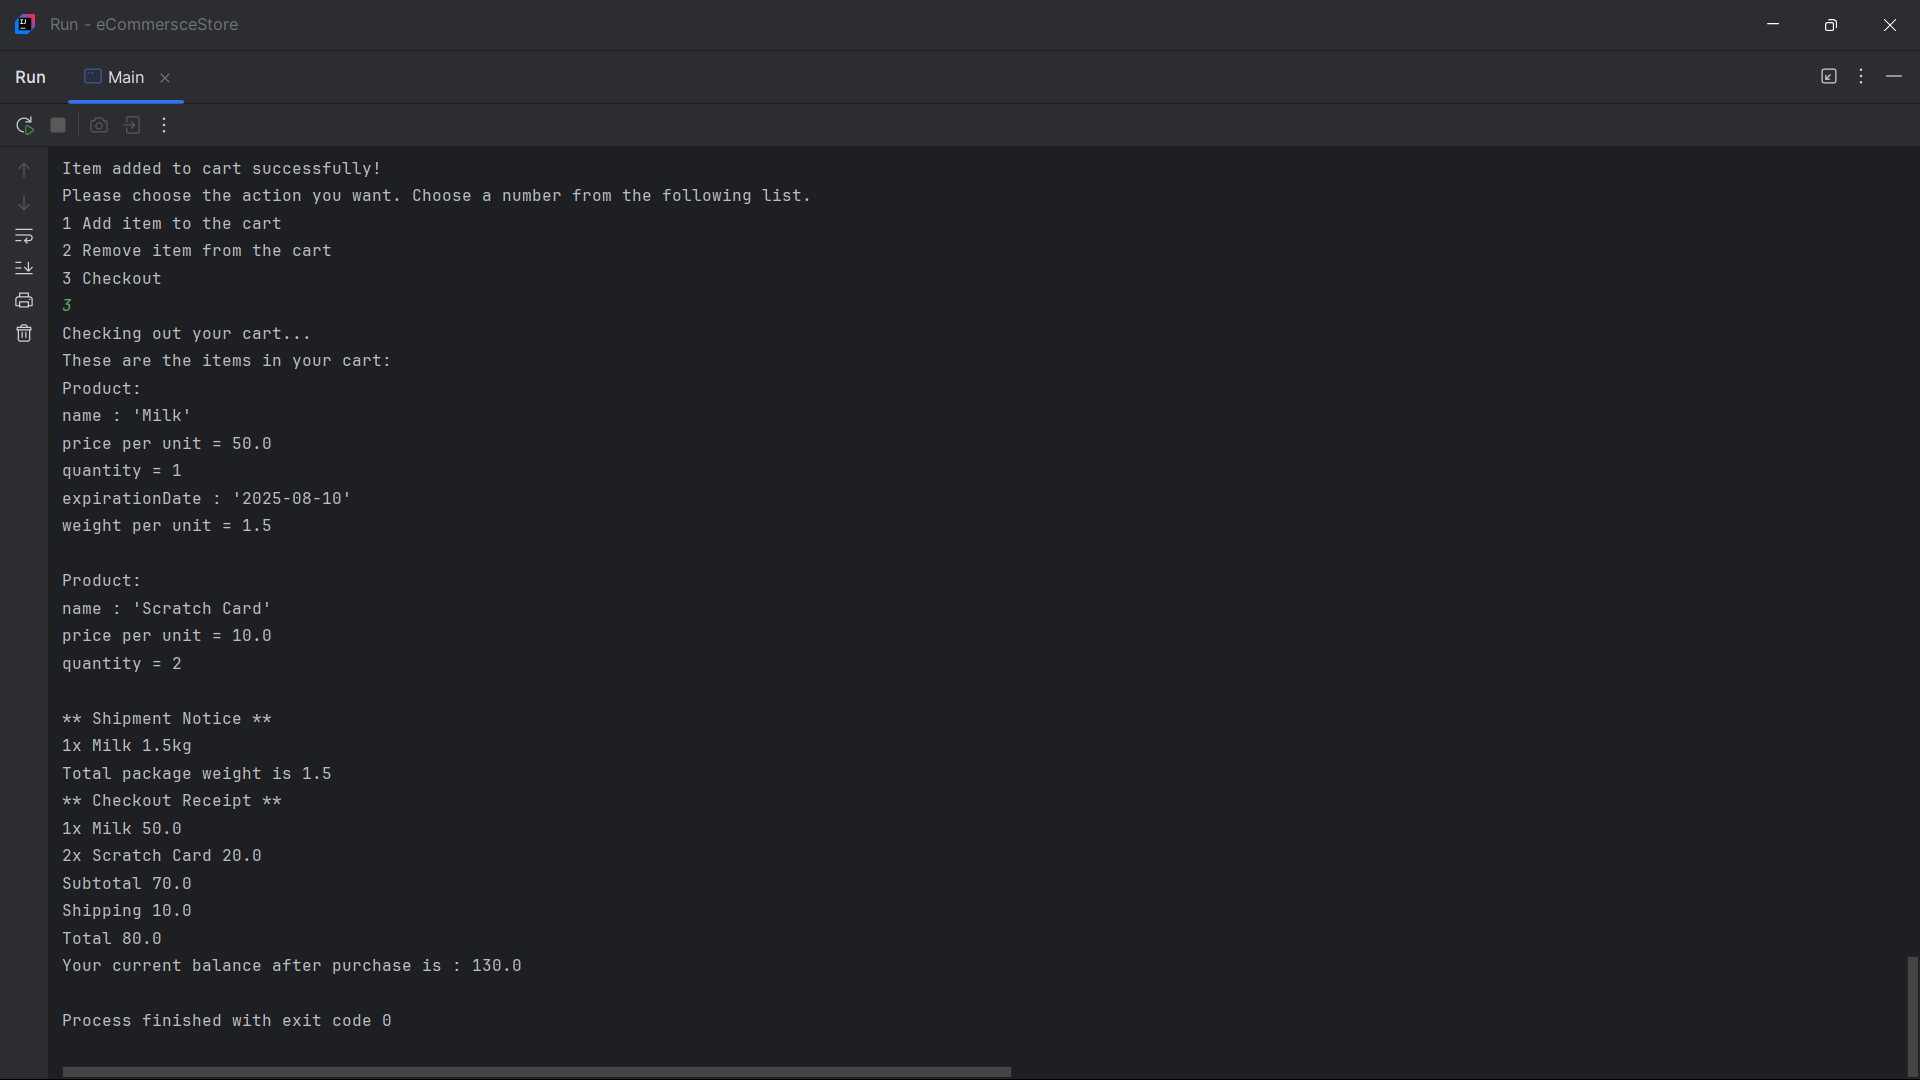 Run - eCommersceStore
Run
Main
Item added to cart successfully!
Please choose the action you want. Choose a number from the following list.
1 Add item to the cart
2 Remove item from the cart
3 Checkout
3
Checking out your cart...
These are the items in your cart:
Product:
name : 'Milk'
price per unit = 50.0
quantity = 1
expirationDate : '2025-08-10'
weight per unit = 1.5
Product:
name : 'Scratch Card'
price per unit = 10.0
quantity = 2
** Shipment Notice **
1x Milk 1.5kg
Total package weight is 1.5
** Checkout Receipt **
1x Milk 50.0
2x Scratch Card 20.0
Subtotal 70.0
Shipping 10.0
Total 80.0
Your current balance after purchase is : 130.0
Process finished with exit code 0